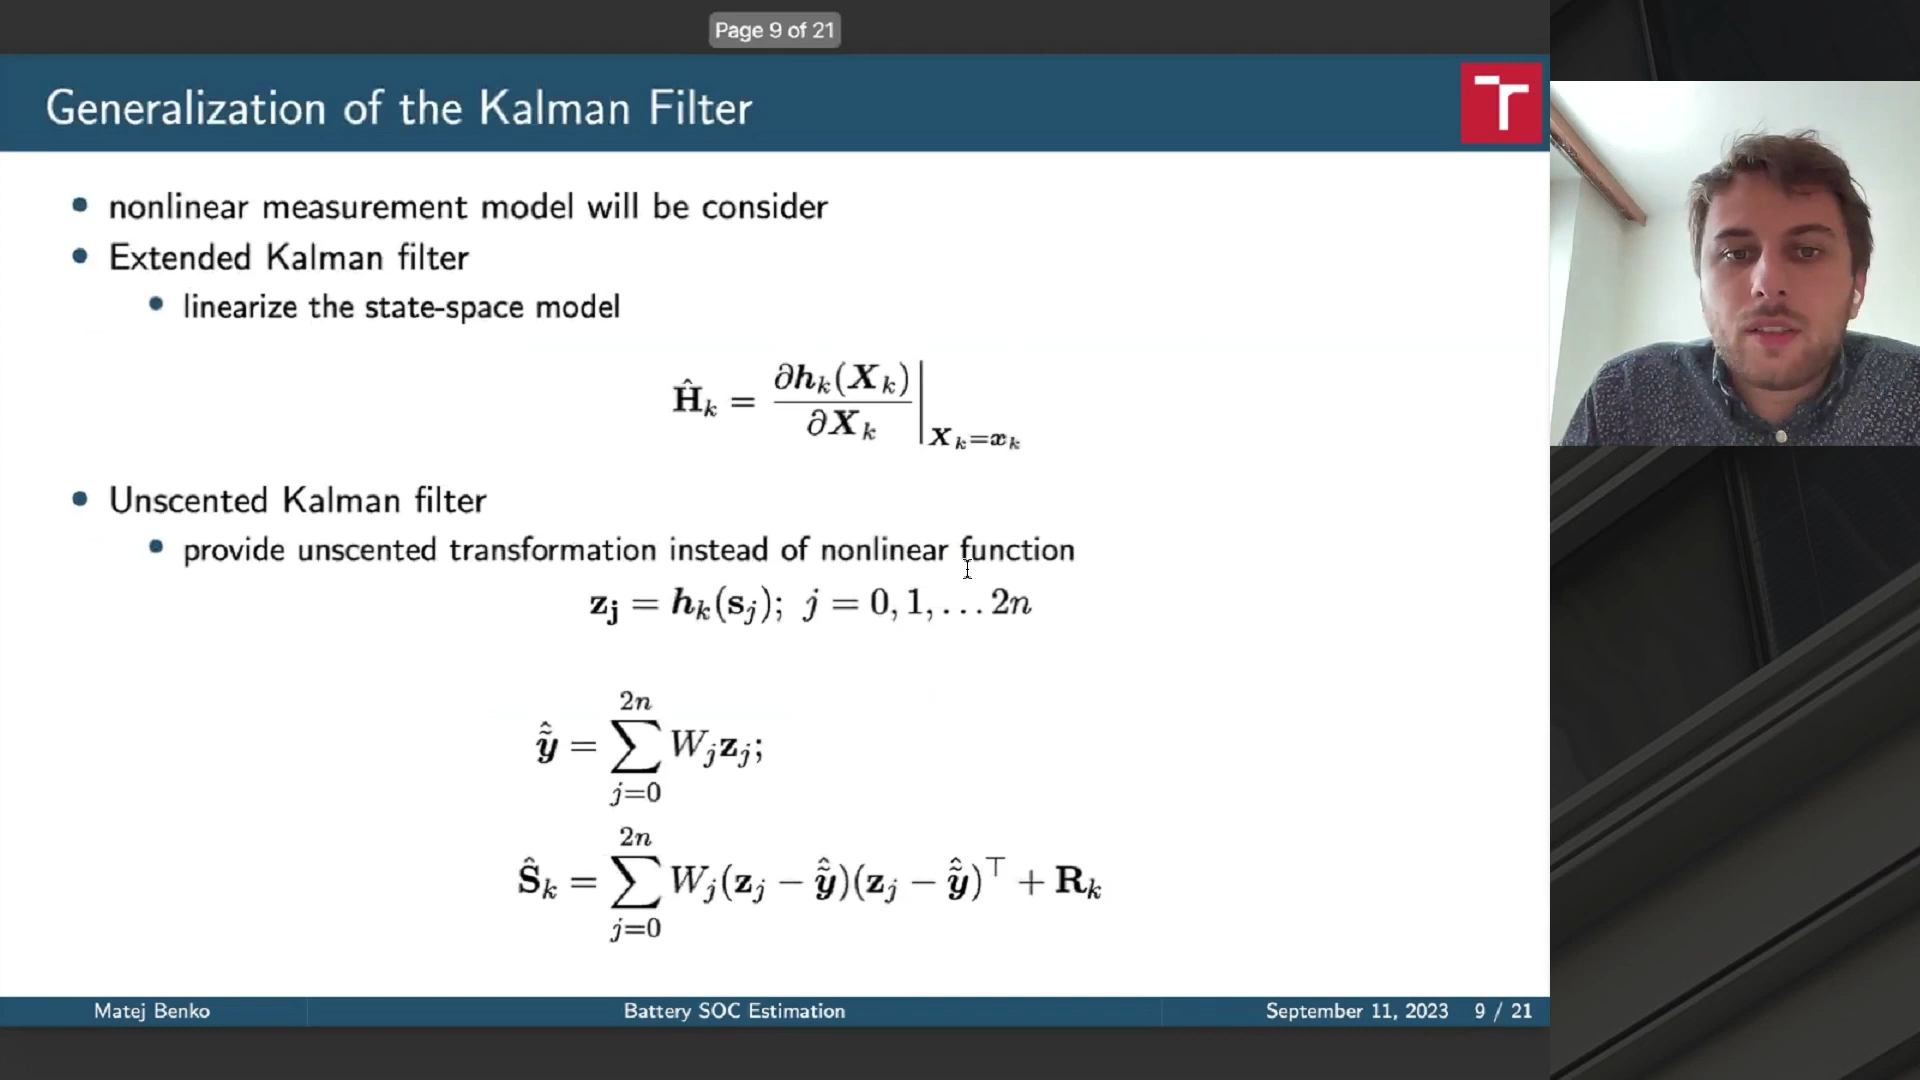 Page 9 of 21
Generalization of the Kalman Filter
• nonlinear measurement model will be consider
• Extended Kalman filter
• linearize the state-space model
Ĥ_k = ∂h_k(X_k) / ∂X_k |_{X_k=x_k}
• Unscented Kalman filter
• provide unscented transformation instead of nonlinear function
z_j = h_k(s_j); j = 0, 1, … 2n
ỹ̂ = ∑_{j=0}^{2n} W_j z_j;
Ŝ_k = ∑_{j=0}^{2n} W_j(z_j − ỹ̂)(z_j − ỹ̂)^⊤ + R_k
Matej Benko Battery SOC Estimation September 11, 2023 9 / 21